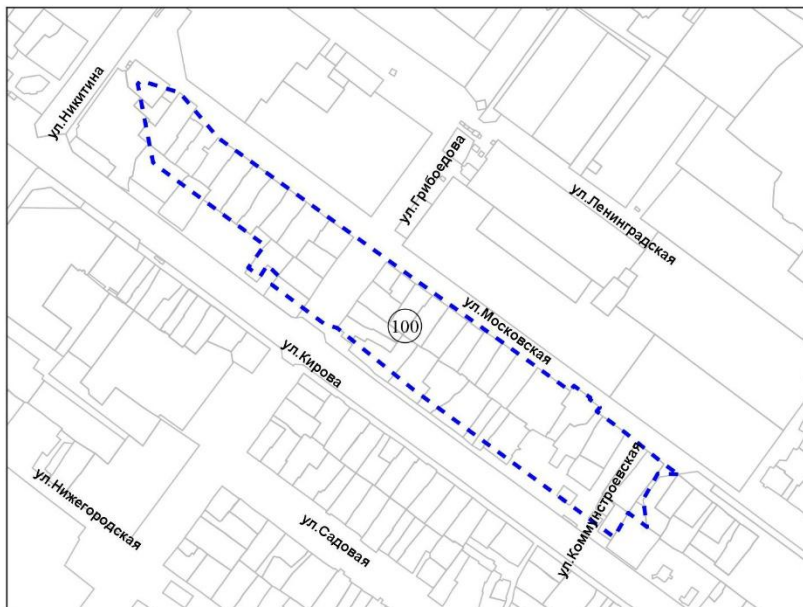 ул.Никитина
ул.Грибоедова
ул.Ленинградская
ул.Московская
100
ул.Кирова
ул.Коммунстроевская
ул.Нижегородская
ул.Садовая